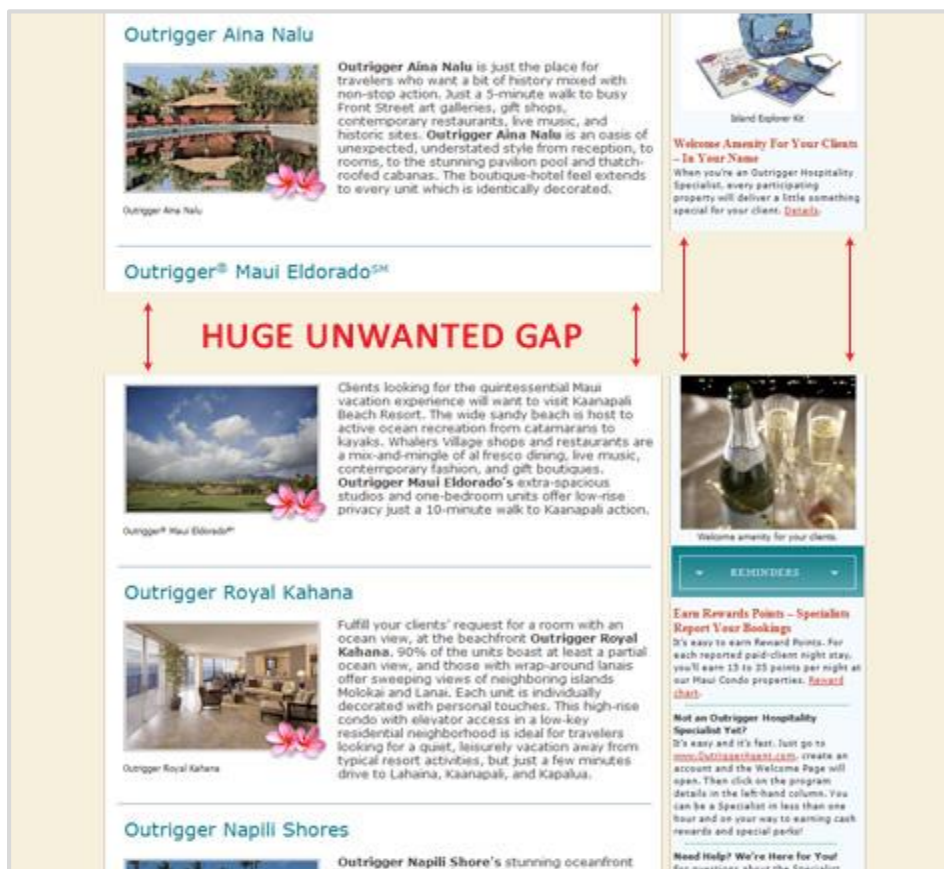 Outrigger Aina Nalu
Outrigger Aina Nalu is just the place for
travelers who want a bit of history mixed with
non-stop action. Just a 5-minute walk to busy
Front Street art galleries, gift shops,
contemporary restaurants, live music, and
historic sites. Outrigger Aina Nalu is an oasis of
unexpected, understated style from reception, to
rooms, to the stunning pavilion pool and thatch-
roofed cabanas. The boutique-hotel feel extends
to every unit which is identically decorated.
Outrigger Aina Nalu
Outrigger® Maui Eldorado℠
HUGE UNWANTED GAP
Clients looking for the quintessential Maui
vacation experience will want to visit Kaanapali
Beach Resort. The wide sandy beach is host to
active ocean recreation from catamarans to
kayaks. Whalers Village shops and restaurants are
a mix-and-mingle of al fresco dining, live music,
contemporary fashion, and gift boutiques.
Outrigger Maui Eldorado's extra-spacious
studios and one-bedroom units offer low-rise
privacy just a 10-minute walk to Kaanapali action.
Outrigger® Maui Eldorado℠
Outrigger Royal Kahana
Fulfill your clients' request for a room with an
ocean view, at the beachfront Outrigger Royal
Kahana. 90% of the units boast at least a partial
ocean view, and those with wrap-around lanais
offer sweeping views of neighboring islands
Molokai and Lanai. Each unit is individually
decorated with personal touches. This high-rise
condo with elevator access in a low-key
residential neighborhood is ideal for travelers
looking for a quiet, leisurely vacation away from
typical resort activities, but just a few minutes
drive to Lahaina, Kaanapali, and Kapalua.
Outrigger Royal Kahana
Outrigger Napili Shores
Outrigger Napili Shore's stunning oceanfront
Island Explorer Kit
Welcome Amenity For Your Clients
– In Your Name
When you're an Outrigger Hospitality
Specialist, every participating
property will deliver a little something
special for your client. Details.
Welcome amenity for your clients.
REMINDERS
Earn Rewards Points – Specialists
Report Your Bookings
It's easy to earn Reward Points. For
each reported paid-client night stay,
you'll earn 15 to 35 points per night at
our Maui Condo properties. Reward
chart.
Not an Outrigger Hospitality
Specialist Yet?
It's easy and it's fast. Just go to
www.OutriggerAgent.com, create an
account and the Welcome Page will
open. Then click on the program
details in the left-hand column. You
can be a Specialist in less than one
hour and on your way to earning cash
rewards and special perks!
Need Help? We're Here for You!
For questions about the Specialist